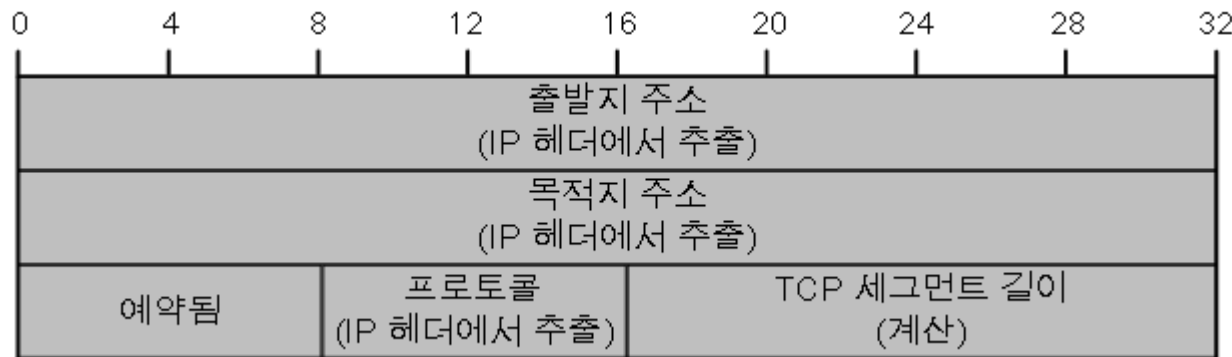 0 4 8 12 16 20 24 28 32
출발지 주소
(IP 헤더에서 추출)
목적지 주소
(IP 헤더에서 추출)
예약됨
프로토콜
(IP 헤더에서 추출)
TCP 세그먼트 길이
(계산)